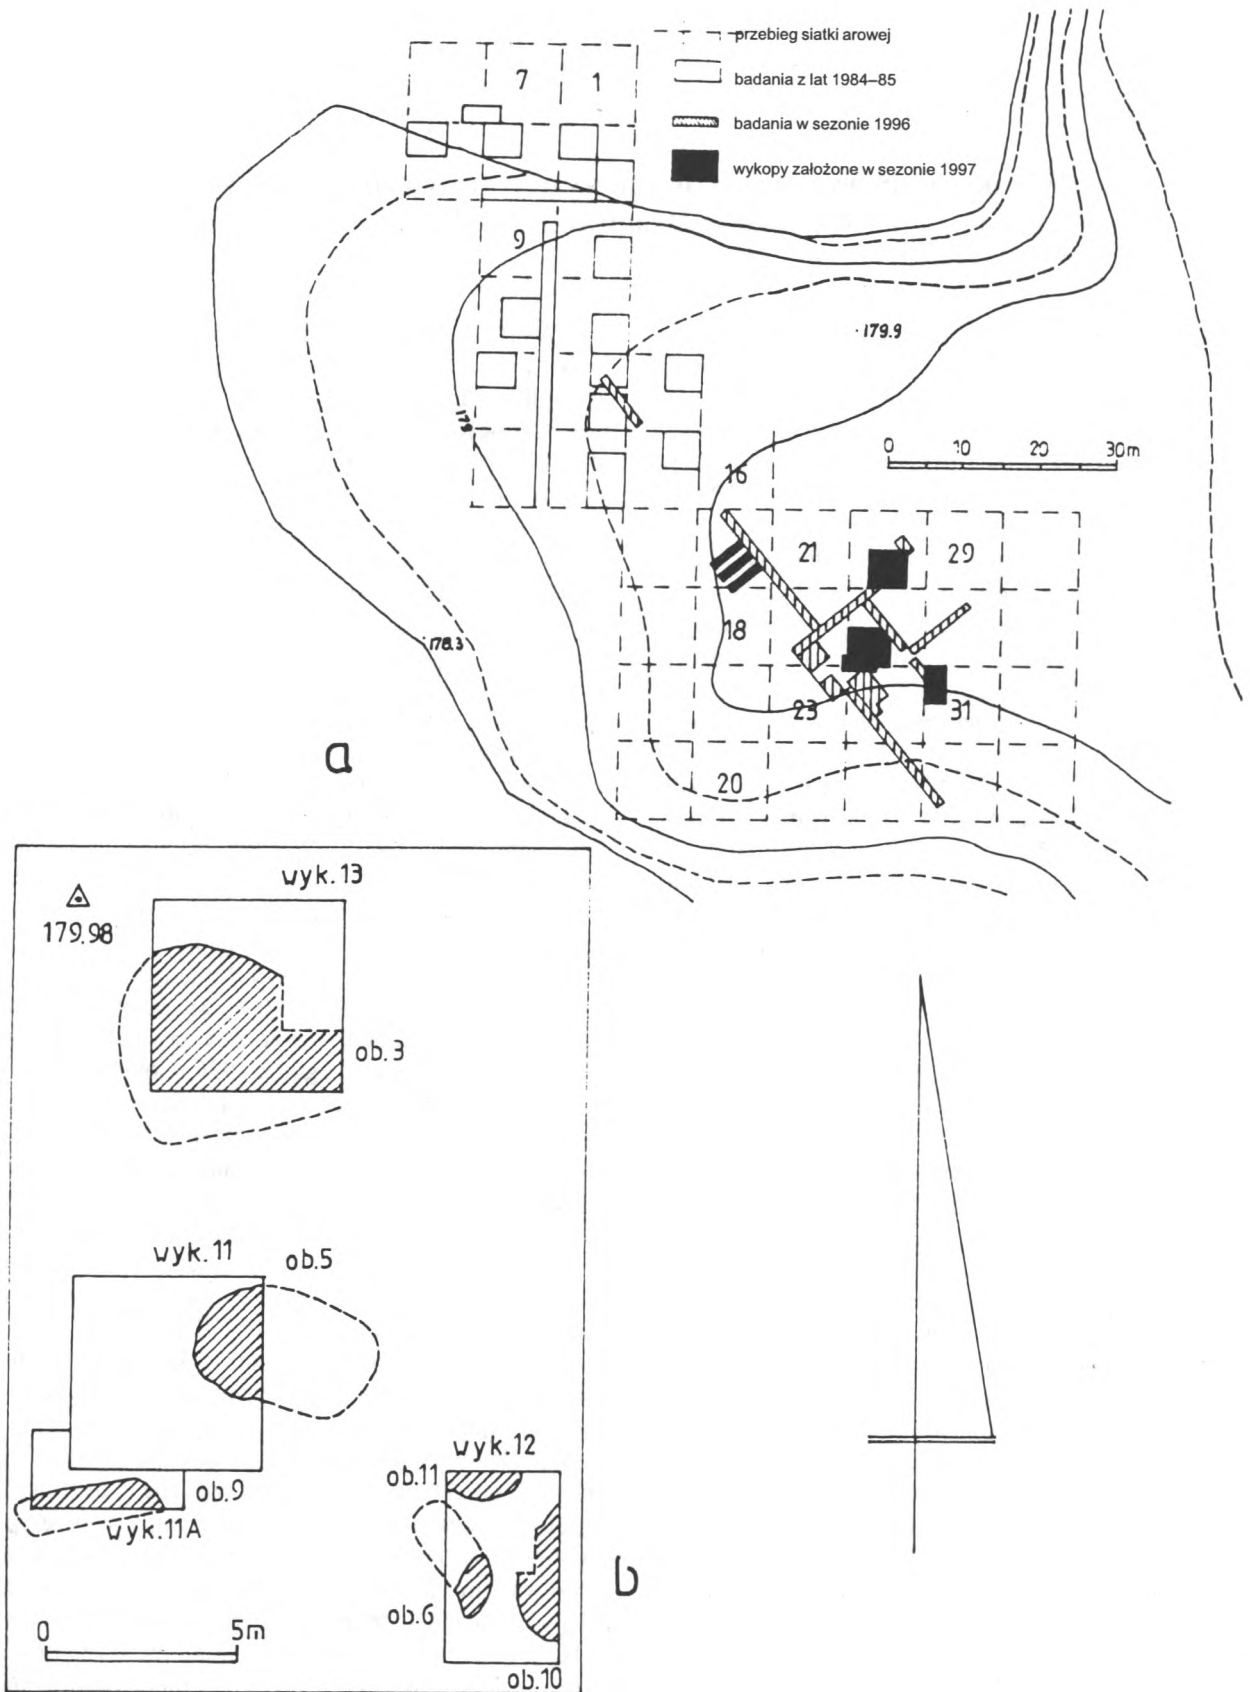 przebieg siatki arowej
badania z lat 1984–85
badania w sezonie 1996
wykopy założone w sezonie 1997
7
1
9
179.9
179
0
10
20
30m
16
21
29
178.3
18
23
31
20
a
wyk.13
179.98
ob.3
wyk.11
ob.5
wyk.12
ob.11
ob.9
wyk.11A
ob.6
b
0
5m
ob.10